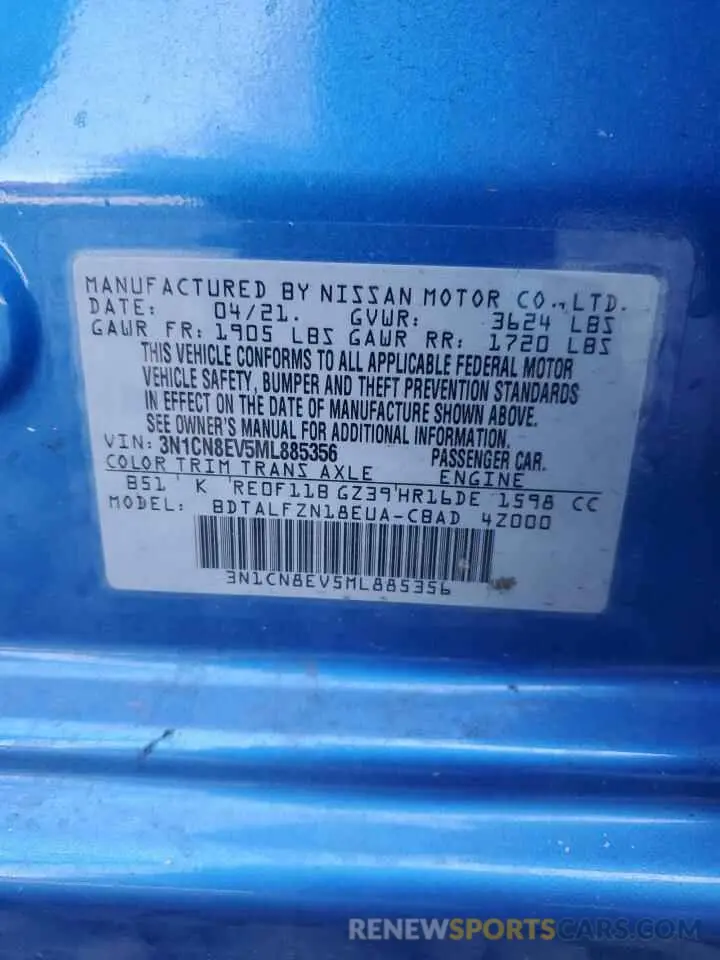 MANUFACTURED BY NISSAN MOTOR CO., LTD.
DATE: 04/21. GVWR: 3624 LBS
GAWR FR: 1905 LBS GAWR RR: 1720 LBS
THIS VEHICLE CONFORMS TO ALL APPLICABLE FEDERAL MOTOR
VEHICLE SAFETY, BUMPER AND THEFT PREVENTION STANDARDS
IN EFFECT ON THE DATE OF MANUFACTURE SHOWN ABOVE.
SEE OWNER'S MANUAL FOR ADDITIONAL INFORMATION.
VIN: 3N1CN8EV5ML885356 PASSENGER CAR.
COLOR TRIM TRANS AXLE ENGINE
B51 K RE0F11B GZ39 HR16DE 1598 CC
MODEL: BDTALFZN18EUA-CBAD 4Z000
3N1CN8EV5ML885356
RENEWSPORTSCARS.COM